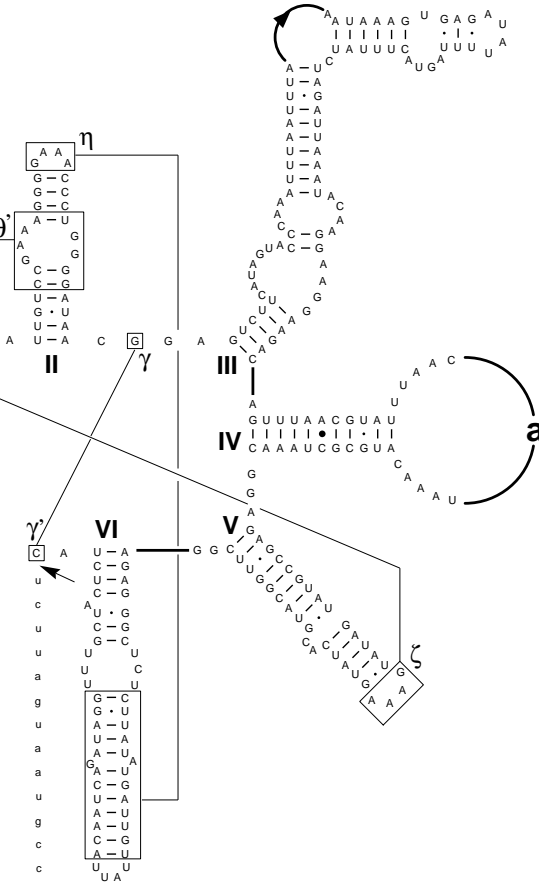 A
A U A A A G U G A G A
U
U U A U U U C A U G A U U U A
C
A U
U A
U G
U A
A U
A U
U A
U A
U A
A U
A A
C A
C C G A
G U A A C G
A A
U A
A G
C U
U A
C G
U A
G A
C
η
A A
G A
G C
G C
G C
A U
A G
A G
G
C G
C G
U A
G U
U A
U A
θ'
A
II
C G G A
γ
III
A
G U U U A A C G U A U
U
U
A
A
C
IV
C U A A A C G C G U A
C
A
A
A
A
U
a
G
G
A
V
G A G C C G U A U
G A U A U
G G C U U G G C A U G
A C U A U G
G
A
A
A
ζ
γ'
VI
C A
U A
C G
U A
C G
A
U G
C G
G C
U U
U C
U U
G C
G U
A U
U A
A U
G A
A U
C G
U A
C U
A U
A G
C U
A U
U U A
u
c
u
u
a
g
u
a
a
u
g
c
c